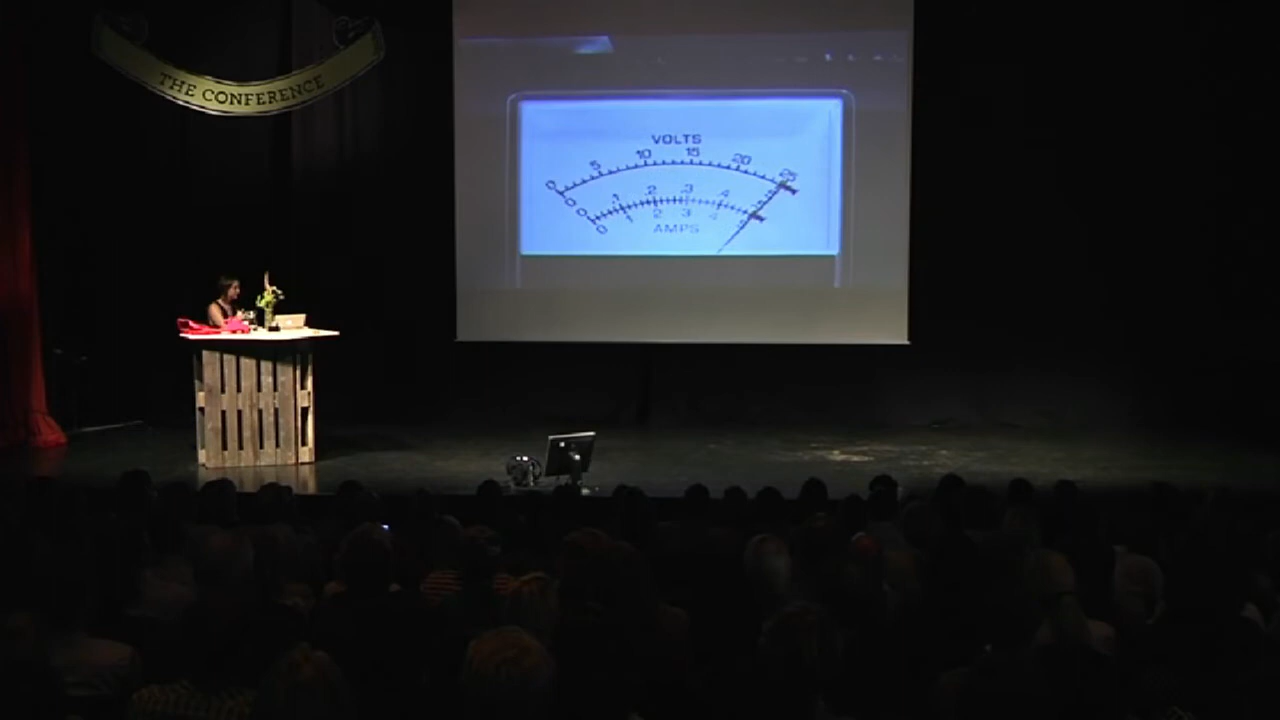 THE CONFERENCE
VOLTS
0 5 10 15 20 25
0 .1 .2 .3 .4
0 1 2 3 4
0
AMPS